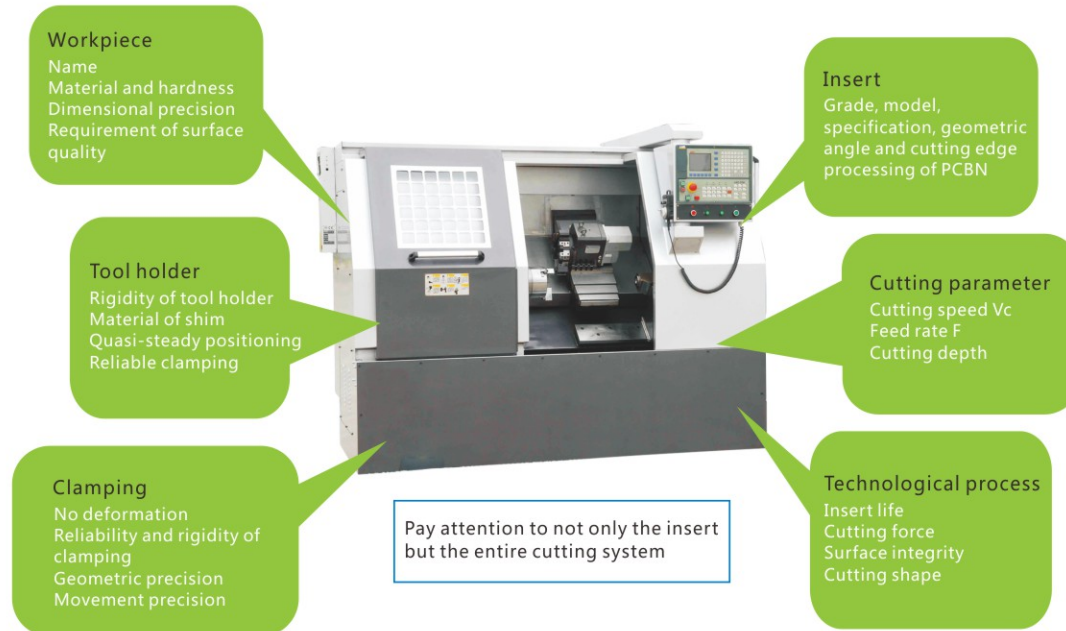 Workpiece
Name
Material and hardness
Dimensional precision
Requirement of surface
quality
Insert
Grade, model,
specification, geometric
angle and cutting edge
processing of PCBN
Tool holder
Rigidity of tool holder
Material of shim
Quasi-steady positioning
Reliable clamping
Cutting parameter
Cutting speed Vc
Feed rate F
Cutting depth
Clamping
No deformation
Reliability and rigidity of
clamping
Geometric precision
Movement precision
Pay attention to not only the insert
but the entire cutting system
Technological process
Insert life
Cutting force
Surface integrity
Cutting shape